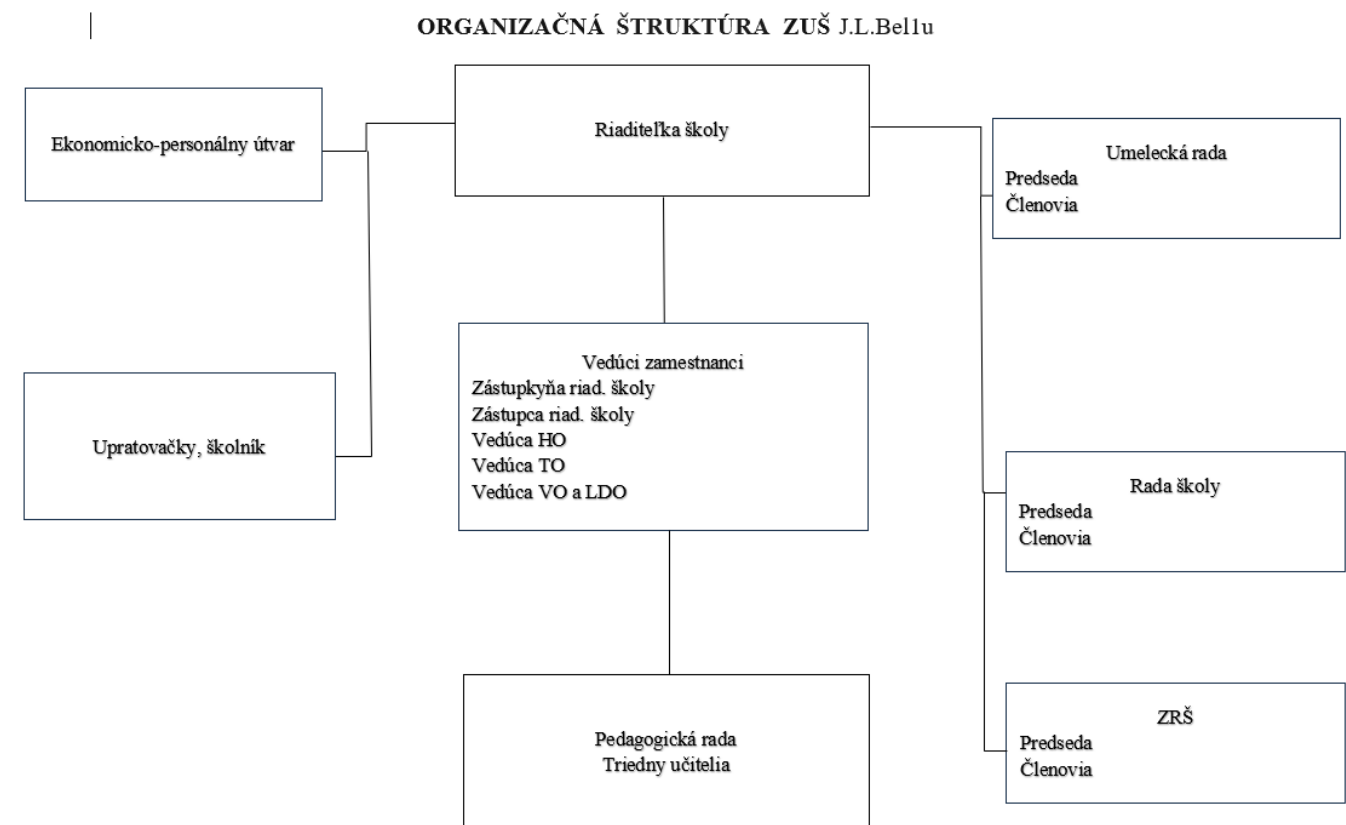 ORGANIZAČNÁ ŠTRUKTÚRA ZUŠ J.L.Bel1u
Ekonomicko-personálny útvar
Riaditeľka školy
Umelecká rada
Predseda
Členovia
Vedúci zamestnanci
Zástupkyňa riad. školy
Zástupca riad. školy
Vedúca HO
Vedúca TO
Vedúca VO a LDO
Upratovačky, školník
Rada školy
Predseda
Členovia
Pedagogická rada
Triedny učitelia
ZRŠ
Predseda
Členovia